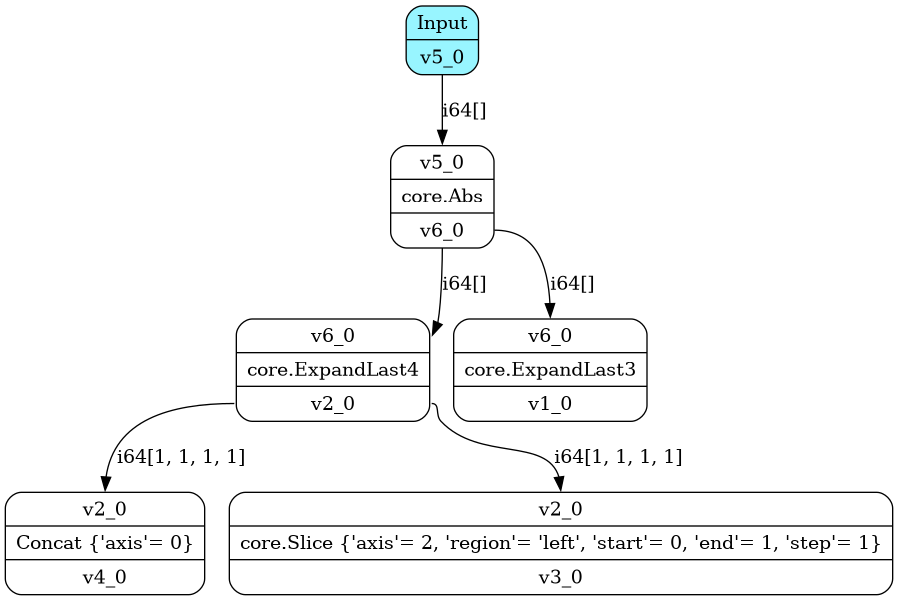 Input
v5_0
i64[]
v5_0
core.Abs
v6_0
i64[]
i64[]
v6_0
core.ExpandLast4
v2_0
v6_0
core.ExpandLast3
v1_0
i64[1, 1, 1, 1]
i64[1, 1, 1, 1]
v2_0
Concat {'axis'= 0}
v4_0
v2_0
core.Slice {'axis'= 2, 'region'= 'left', 'start'= 0, 'end'= 1, 'step'= 1}
v3_0